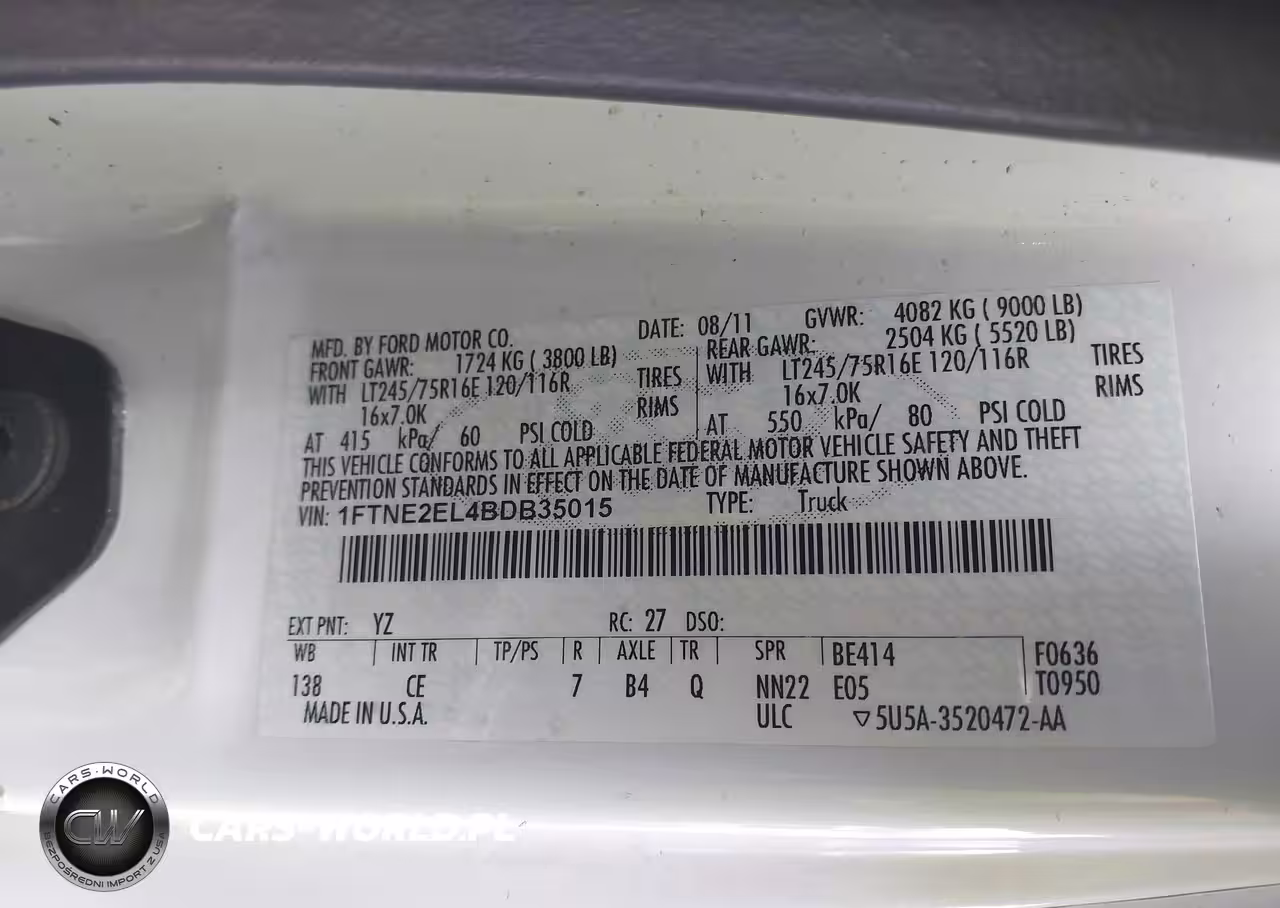 MFD. BY FORD MOTOR CO. DATE: 08/11 GVWR: 4082 KG ( 9000 LB)
FRONT GAWR: 1724 KG ( 3800 LB) REAR GAWR: 2504 KG ( 5520 LB)
WITH LT245/75R16E 120/116R TIRES WITH LT245/75R16E 120/116R TIRES
16x7.0K RIMS 16x7.0K RIMS
AT 415 kPa/ 60 PSI COLD AT 550 kPa/ 80 PSI COLD
THIS VEHICLE CONFORMS TO ALL APPLICABLE FEDERAL MOTOR VEHICLE SAFETY AND THEFT
PREVENTION STANDARDS IN EFFECT ON THE DATE OF MANUFACTURE SHOWN ABOVE.
VIN: 1FTNE2EL4BDB35015 TYPE: Truck
EXT PNT: YZ RC: 27 DSO:
WB INT TR TP/PS R AXLE TR SPR BE414 F0636
138 CE 7 B4 Q NN22 E05 T0950
MADE IN U.S.A. ULC ▽5U5A-3520472-AA
CARS-WORLD
CW
BEZPOŚREDNI IMPORT Z USA
CARS-WORLD.PL